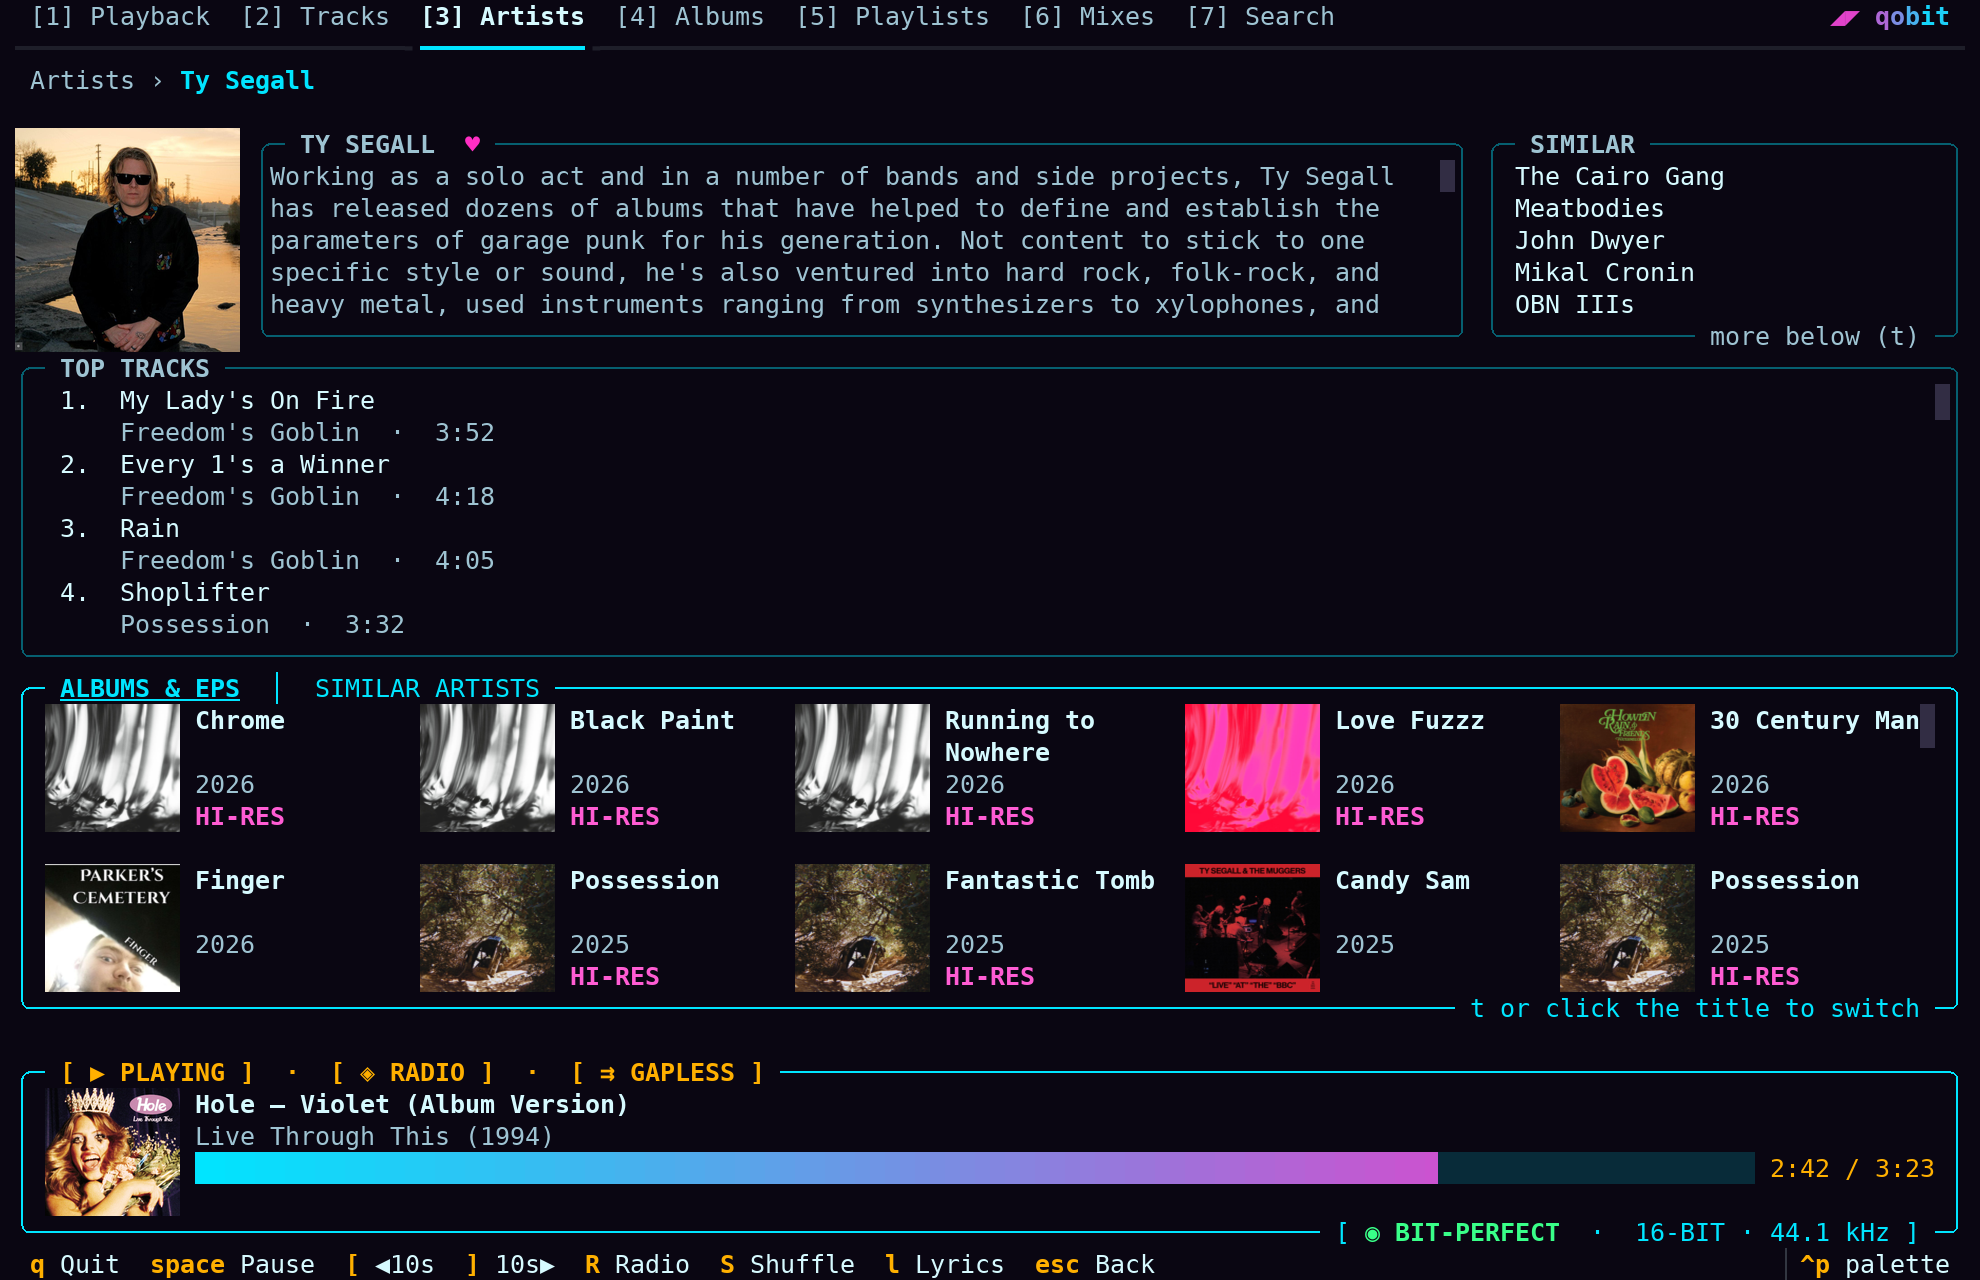 [1] Playback [2] Tracks [3] Artists [4] Albums [5] Playlists [6] Mixes [7] Search qobit
Artists › Ty Segall
TY SEGALL ♥
Working as a solo act and in a number of bands and side projects, Ty Segall
has released dozens of albums that have helped to define and establish the
parameters of garage punk for his generation. Not content to stick to one
specific style or sound, he's also ventured into hard rock, folk-rock, and
heavy metal, used instruments ranging from synthesizers to xylophones, and
SIMILAR
The Cairo Gang
Meatbodies
John Dwyer
Mikal Cronin
OBN IIIs
more below (t)
TOP TRACKS
1. My Lady's On Fire
Freedom's Goblin · 3:52
2. Every 1's a Winner
Freedom's Goblin · 4:18
3. Rain
Freedom's Goblin · 4:05
4. Shoplifter
Possession · 3:32
ALBUMS & EPS │ SIMILAR ARTISTS
Chrome
2026
HI-RES
Black Paint
2026
HI-RES
Running to
Nowhere
2026
HI-RES
Love Fuzzz
2026
HI-RES
30 Century Man
2026
HI-RES
PARKER'S
CEMETERY
FINGER
Finger
2026
Possession
2025
HI-RES
Fantastic Tomb
2025
HI-RES
TY SEGALL & THE MUGGERS
"LIVE" "AT" "THE" "BBC"
Candy Sam
2025
Possession
2025
HI-RES
t or click the title to switch
[ ▶ PLAYING ] · [ ◈ RADIO ] · [ ⇉ GAPLESS ]
Hole
Live Through This
Hole — Violet (Album Version)
Live Through This (1994)
2:42 / 3:23
[ ◉ BIT-PERFECT · 16-BIT · 44.1 kHz ]
q Quit space Pause [ ◀10s ] 10s▶ R Radio S Shuffle l Lyrics esc Back ^p palette